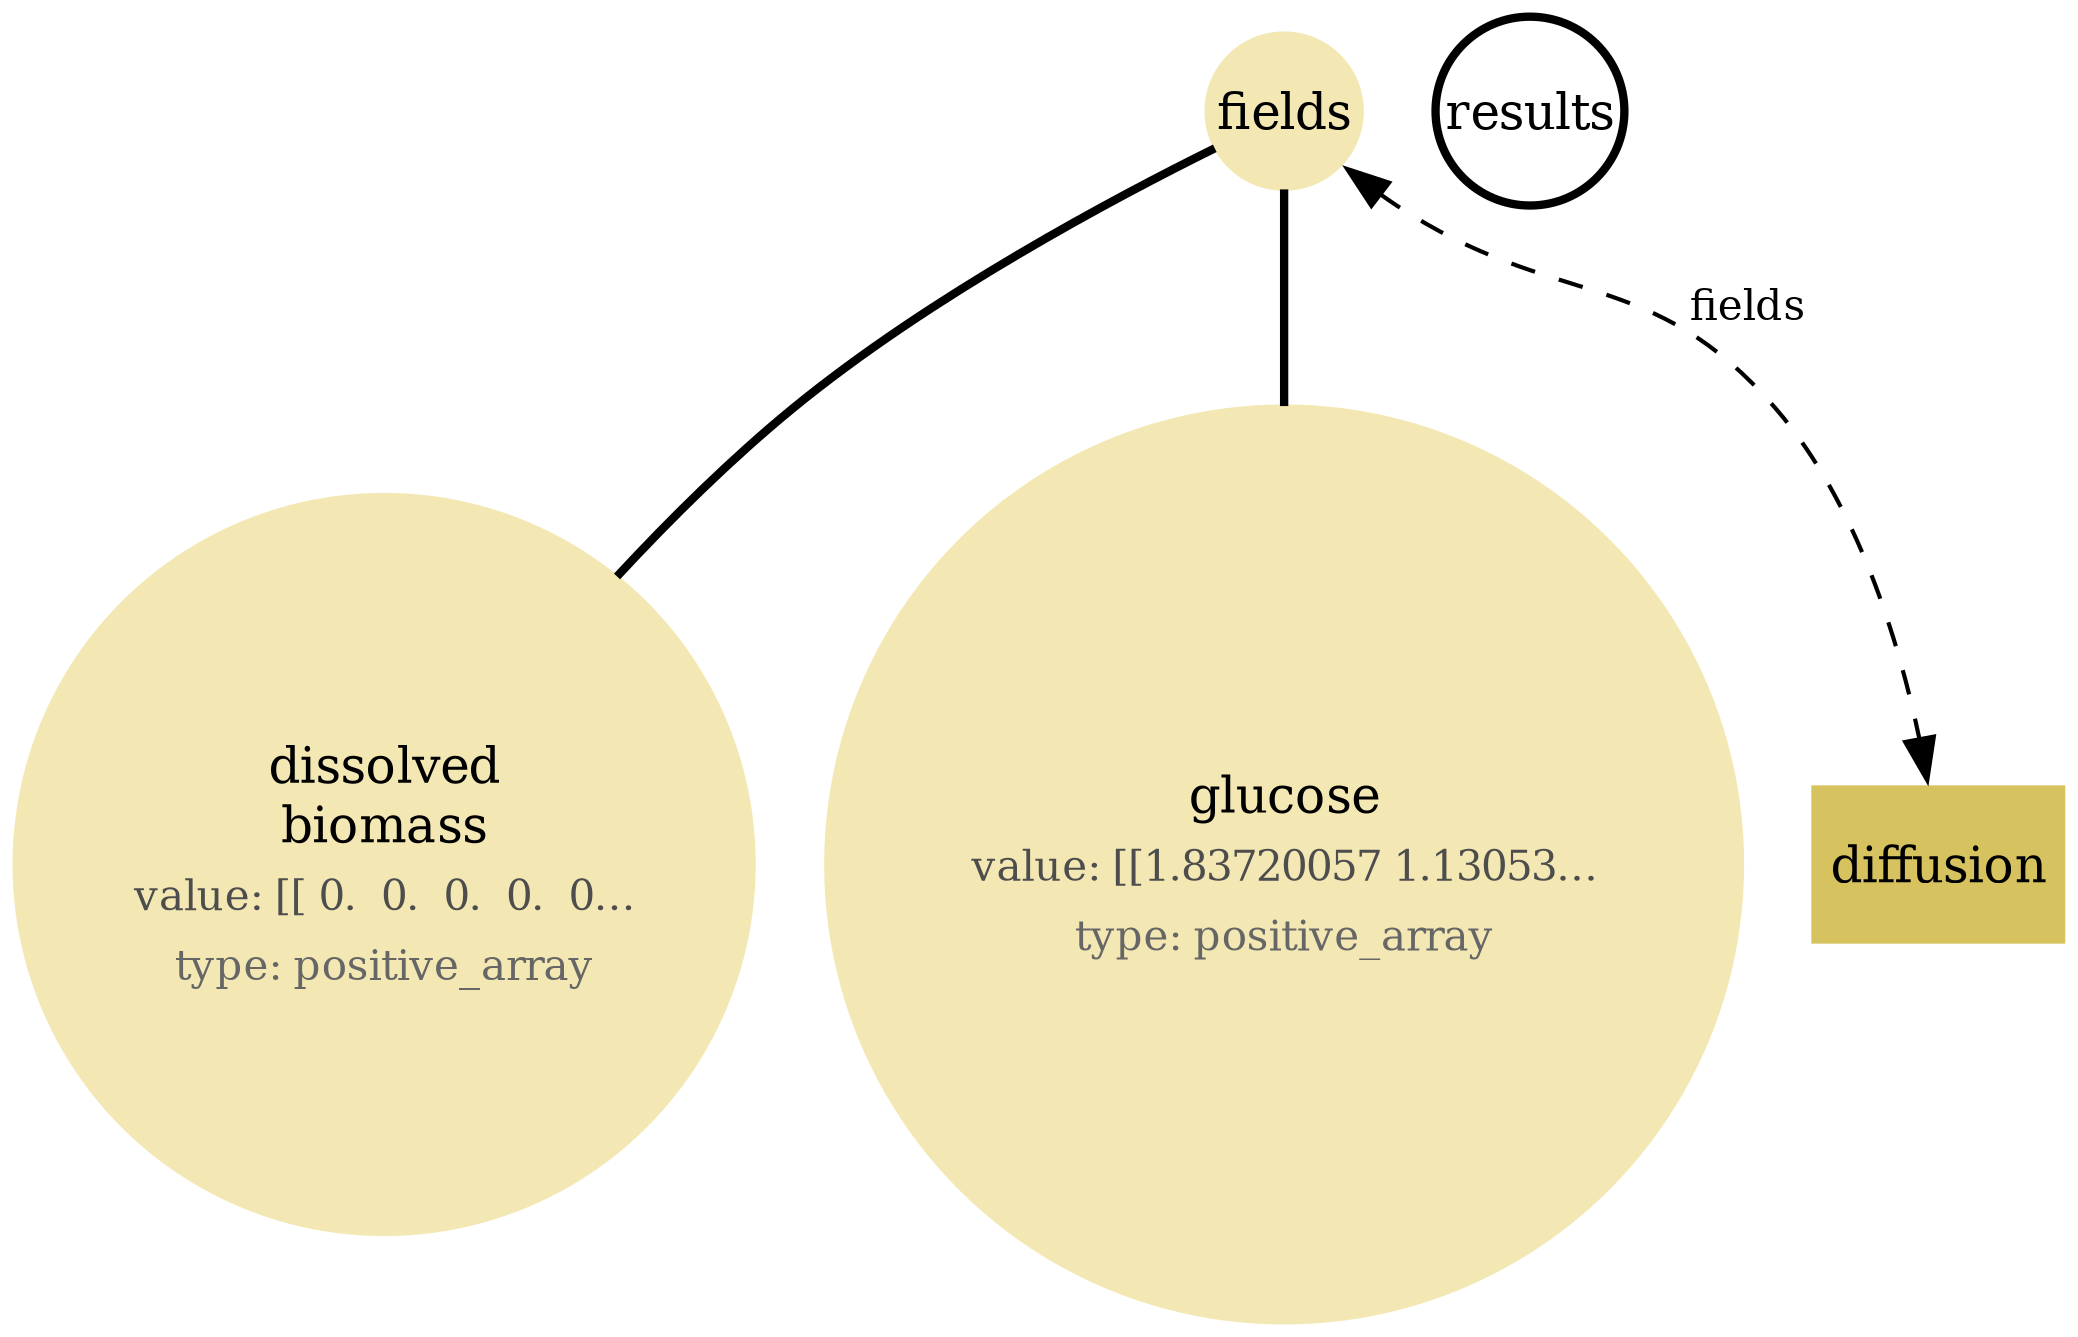 fields
results
fields
dissolved
biomass
value: [[ 0.  0.  0.  0.  0...
type: positive_array
glucose
value: [[1.83720057 1.13053...
type: positive_array
diffusion